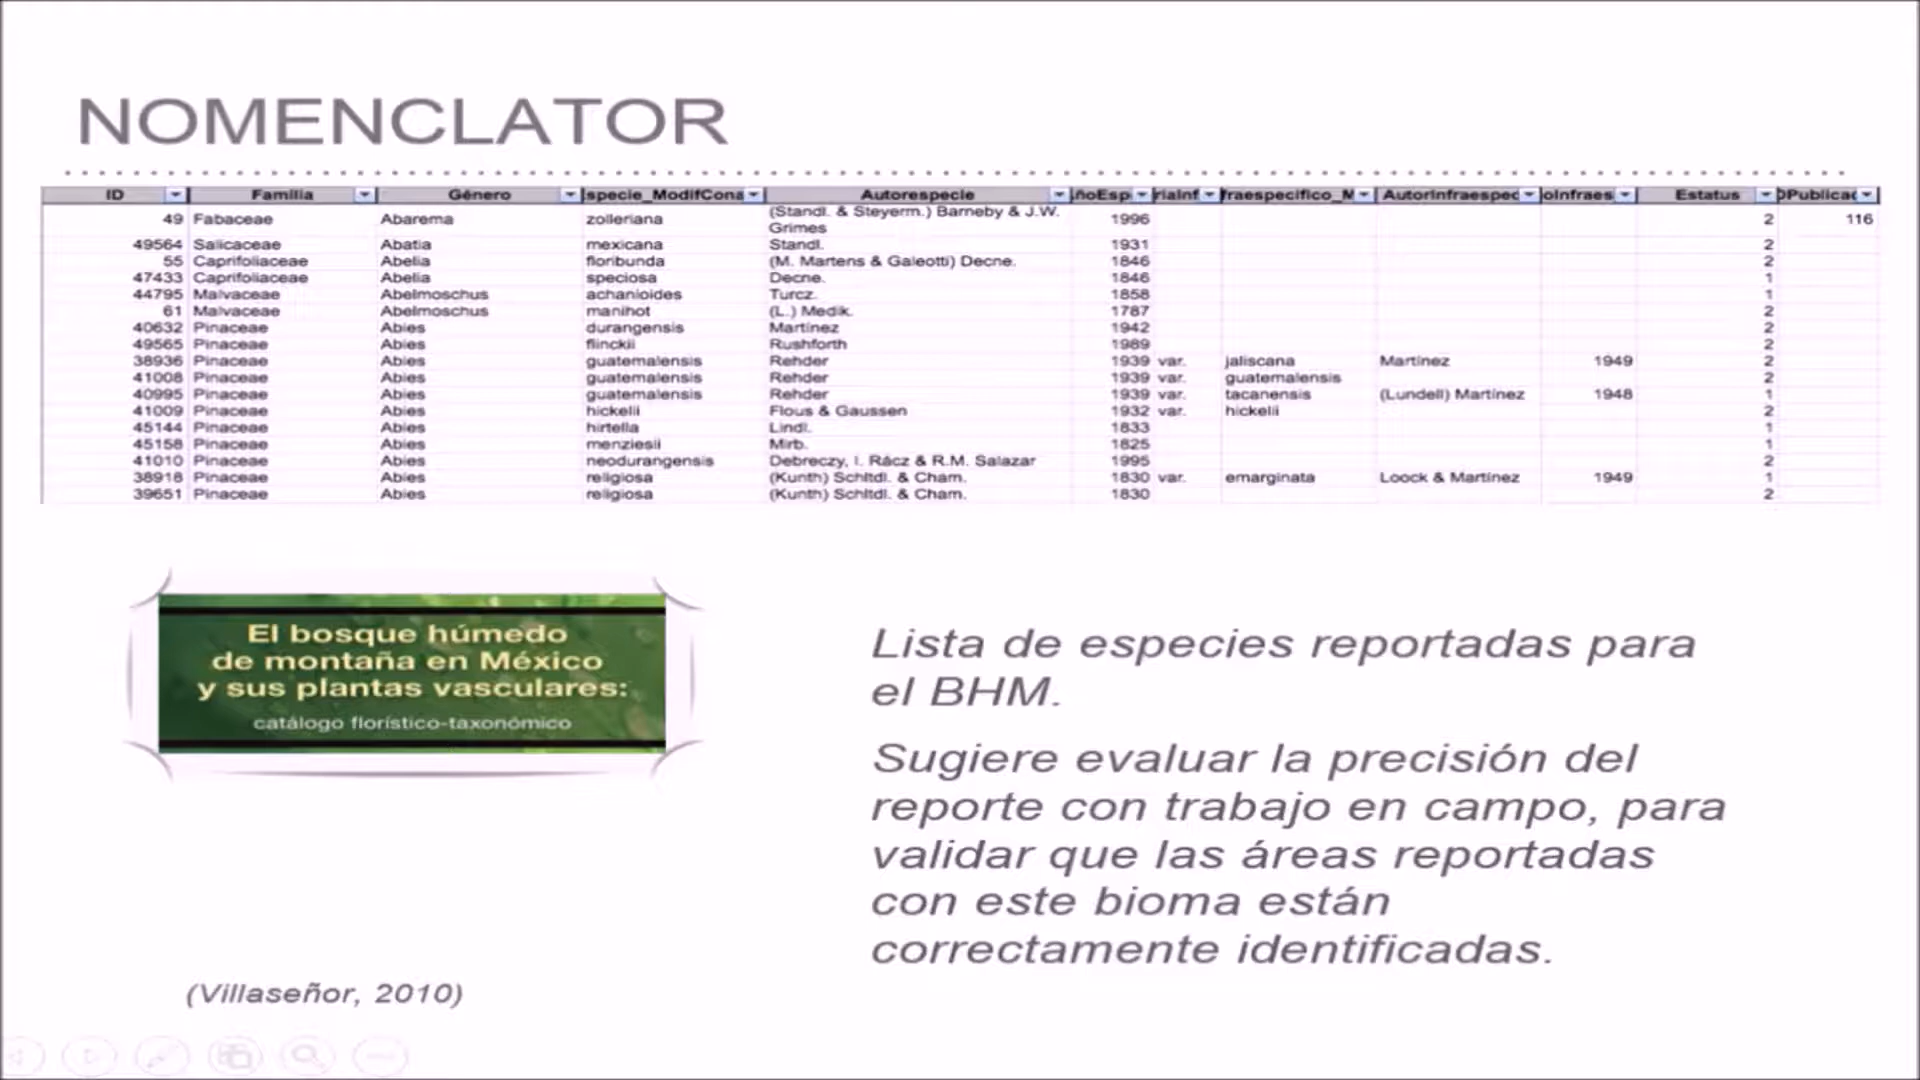 NOMENCLATOR
ID Familia Género specie_ModifCona Autorespecie ñoEsp riaInf fraespecifico_M AutorInfraespec oInfraes Estatus Publica
49 Fabaceae Abarema zolleriana (Standl. & Steyerm.) Barneby & J.W. Grimes 1996 2 116
49564 Salicaceae Abatia mexicana Standl. 1931 2
55 Caprifoliaceae Abelia floribunda (M. Martens & Galeotti) Decne. 1846 2
47433 Caprifoliaceae Abelia speciosa Decne. 1846 1
44795 Malvaceae Abelmoschus achanioides Turcz. 1858 1
61 Malvaceae Abelmoschus manihot (L.) Medik. 1787 2
40632 Pinaceae Abies durangensis Martínez 1942 2
49565 Pinaceae Abies flinckii Rushforth 1989 2
38936 Pinaceae Abies guatemalensis Rehder 1939 var. jaliscana Martínez 1949 2
41008 Pinaceae Abies guatemalensis Rehder 1939 var. guatemalensis 2
40995 Pinaceae Abies guatemalensis Rehder 1939 var. tacanensis (Lundell) Martínez 1948 1
41009 Pinaceae Abies hickelii Flous & Gaussen 1932 var. hickelii 2
45144 Pinaceae Abies hirtella Lindl. 1833 1
45158 Pinaceae Abies menziesii Mirb. 1825 1
41010 Pinaceae Abies neodurangensis Debreczy, I. Rácz & R.M. Salazar 1995 2
38918 Pinaceae Abies religiosa (Kunth) Schltdl. & Cham. 1830 var. emarginata Loock & Martínez 1949 1
39651 Pinaceae Abies religiosa (Kunth) Schltdl. & Cham. 1830 2
El bosque húmedo
de montaña en México
y sus plantas vasculares:
catálogo florístico-taxonómico
(Villaseñor, 2010)
Lista de especies reportadas para
el BHM.
Sugiere evaluar la precisión del
reporte con trabajo en campo, para
validar que las áreas reportadas
con este bioma están
correctamente identificadas.